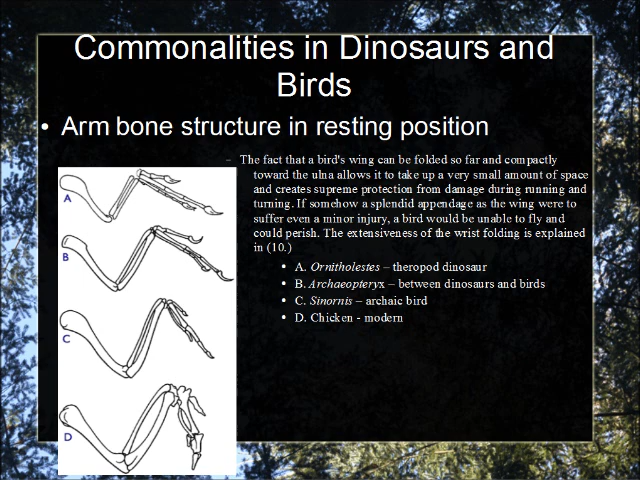 Commonalities in Dinosaurs and
Birds
• Arm bone structure in resting position
– The fact that a bird's wing can be folded so far and compactly
toward the ulna allows it to take up a very small amount of space
and creates supreme protection from damage during running and
turning. If somehow a splendid appendage as the wing were to
suffer even a minor injury, a bird would be unable to fly and
could perish. The extensiveness of the wrist folding is explained
in (10.)
• A. Ornitholestes – theropod dinosaur
• B. Archaeopteryx – between dinosaurs and birds
• C. Sinornis – archaic bird
• D. Chicken - modern
A
B
C
D